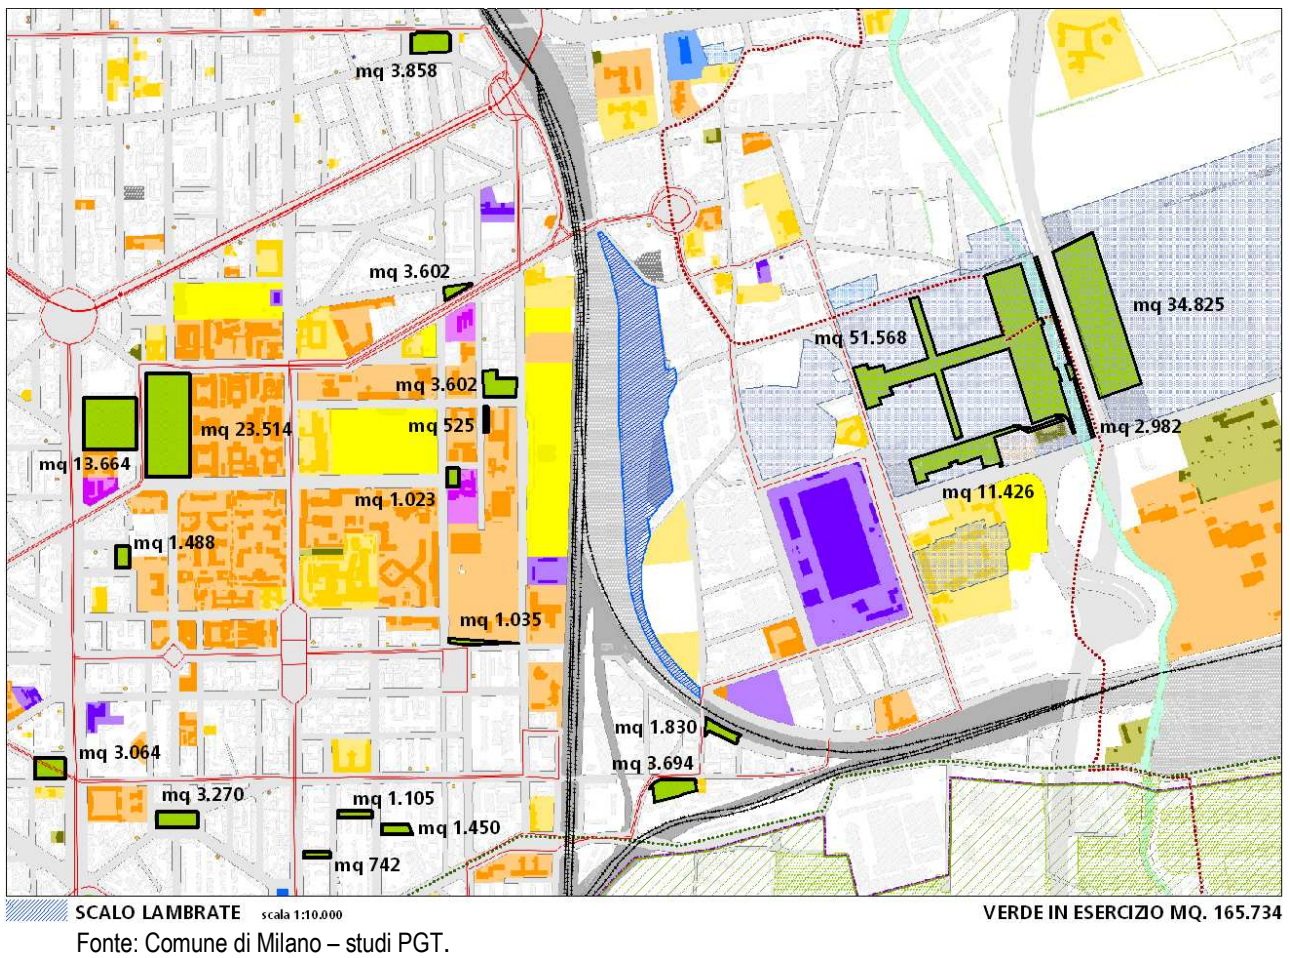 mq 3.858
mq 3.602
mq 34.825
mq 51.568
mq 3.602
mq 525
mq 23.514
mq 2.982
mq 13.664
mq 1.023
mq 11.426
mq 1.488
mq 1.035
mq 1.830
mq 3.064
mq 3.694
mq 3.270
mq 1.105
mq 1.450
mq 742
SCALO LAMBRATE scala 1:10.000
VERDE IN ESERCIZIO MQ. 165.734
Fonte: Comune di Milano – studi PGT.